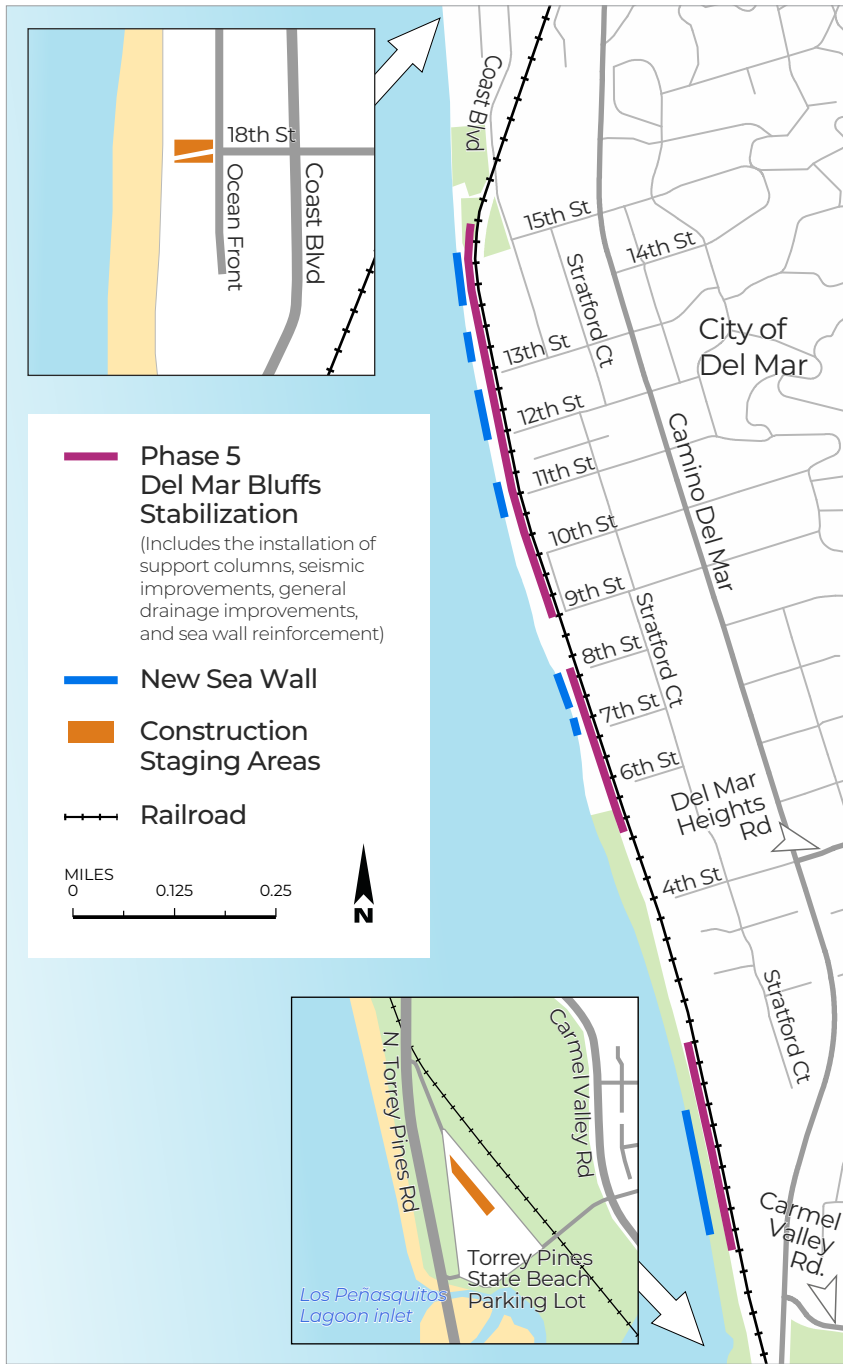 18th St
Ocean Front
Coast Blvd
Coast Blvd
15th St
14th St
Stratford Ct
13th St
City of
Del Mar
12th St
Camino Del Mar
11th St
10th St
9th St
Stratford Ct
8th St
7th St
6th St
Del Mar
Heights
Rd
4th St
Stratford Ct
Carmel
Valley
Rd.
Phase 5
Del Mar Bluffs
Stabilization
(Includes the installation of
support columns, seismic
improvements, general
drainage improvements,
and sea wall reinforcement)
New Sea Wall
Construction
Staging Areas
Railroad
MILES
0 0.125 0.25
N
N. Torrey Pines Rd
Carmel Valley Rd
Torrey Pines
State Beach
Parking Lot
Los Peñasquitos
Lagoon inlet